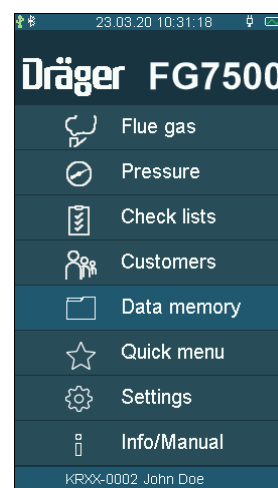 23.03.20 10:31:18
Dräger FG7500
Flue gas
Pressure
Check lists
Customers
Data memory
Quick menu
Settings
Info/Manual
KRXX-0002 John Doe